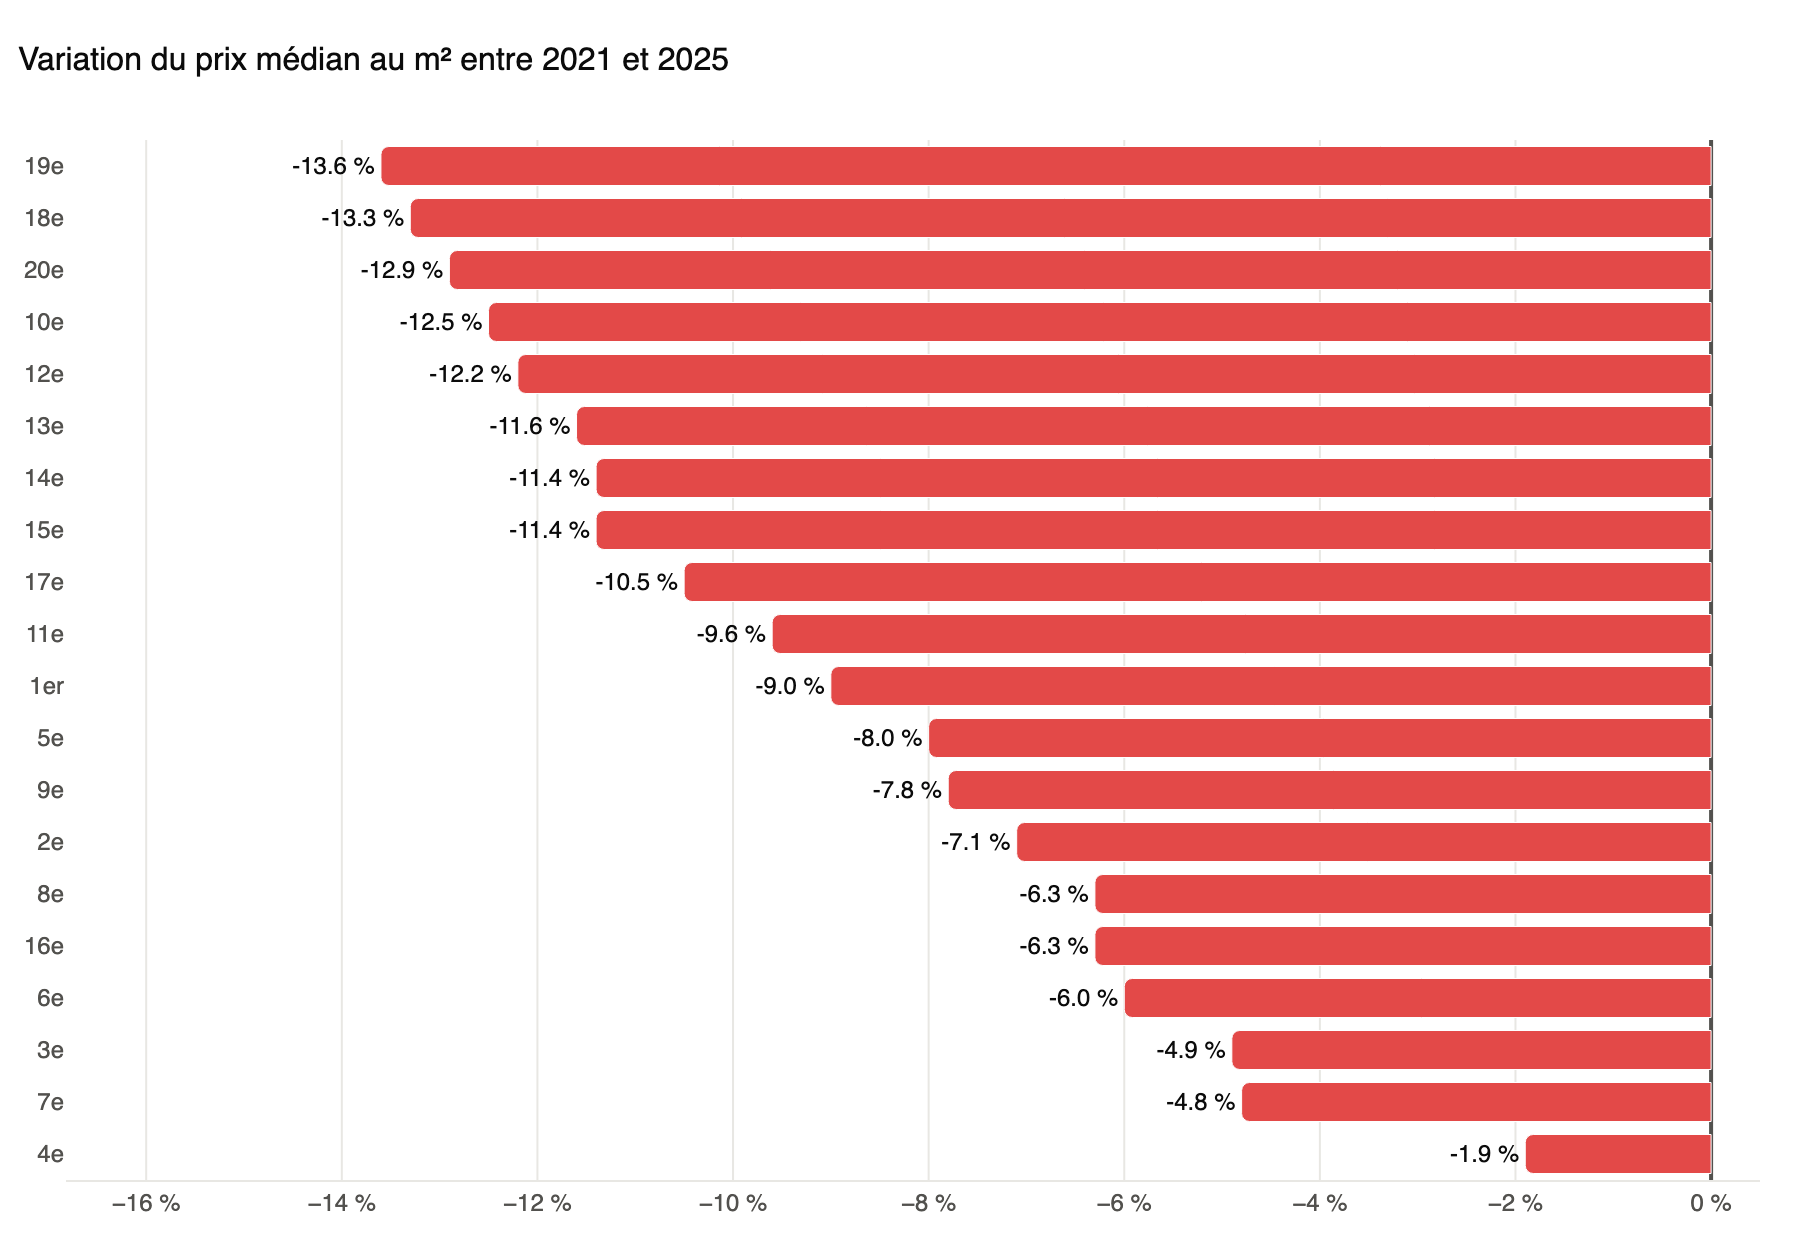 Variation du prix médian au m² entre 2021 et 2025
19e -13.6 %
18e -13.3 %
20e -12.9 %
10e -12.5 %
12e -12.2 %
13e -11.6 %
14e -11.4 %
15e -11.4 %
17e -10.5 %
11e -9.6 %
1er -9.0 %
5e -8.0 %
9e -7.8 %
2e -7.1 %
8e -6.3 %
16e -6.3 %
6e -6.0 %
3e -4.9 %
7e -4.8 %
4e -1.9 %
−16 % −14 % −12 % −10 % −8 % −6 % −4 % −2 % 0 %